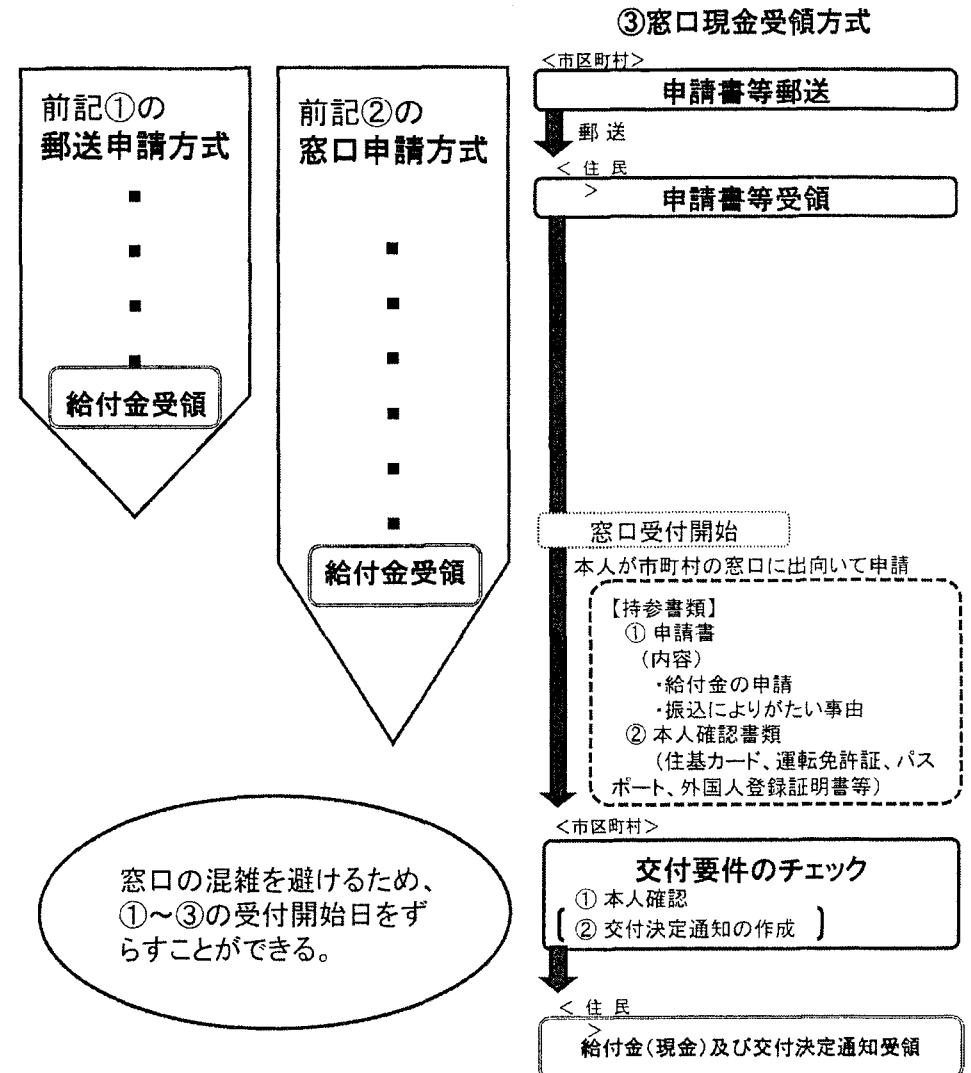 ③窓口現金受領方式
前記①の
郵送申請方式
給付金受領
前記②の
窓口申請方式
給付金受領
<市区町村>
申請書等郵送
郵送
< 住 民
>
申請書等受領
窓口受付開始
本人が市町村の窓口に出向いて申請
【持参書類】
① 申請書
(内容)
・給付金の申請
・振込によりがたい事由
② 本人確認書類
(住基カード、運転免許証、パス
ポート、外国人登録証明書等)
<市区町村>
交付要件のチェック
① 本人確認
② 交付決定通知の作成
< 住 民
>
給付金(現金)及び交付決定通知受領
窓口の混雑を避けるため、
①~③の受付開始日をず
らすことができる。